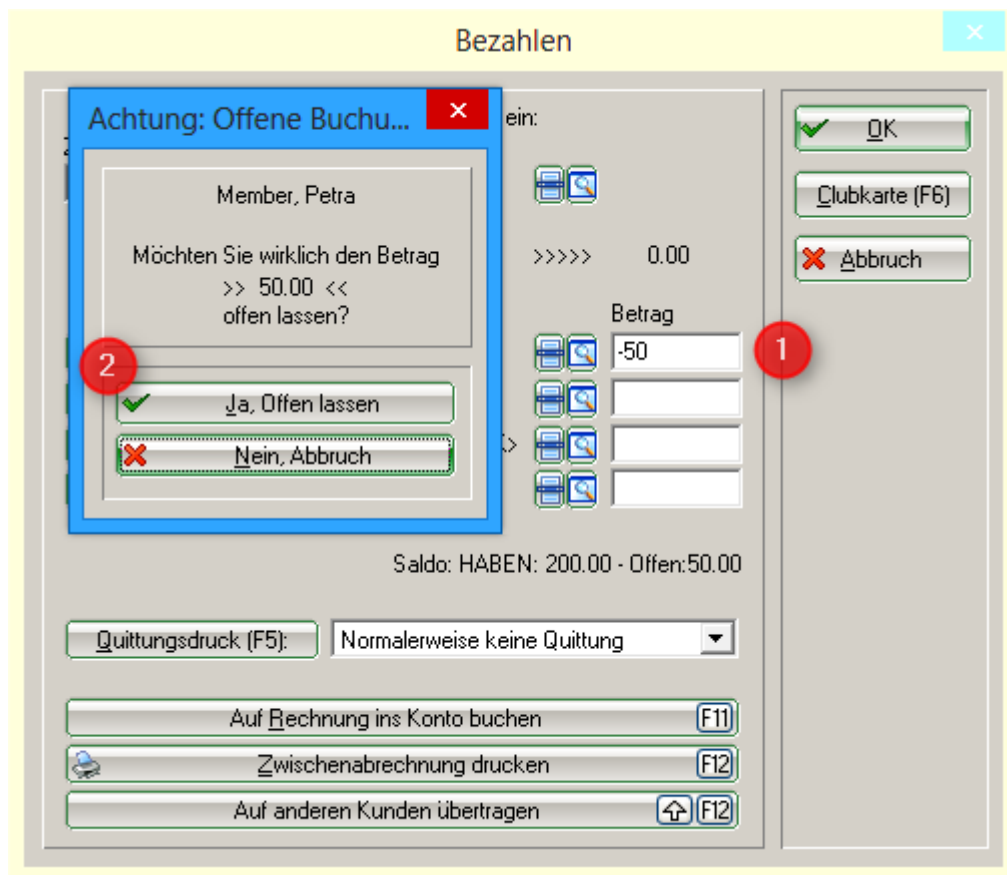 Bezahlen
Achtung: Offene Buchu...
ein:
Member, Petra
Möchten Sie wirklich den Betrag
>> 50.00 <<
offen lassen?
2
Ja, Offen lassen
Nein, Abbruch
>>>>> 0.00
Betrag
-50
1
Saldo: HABEN: 200.00 - Offen:50.00
Quittungsdruck (F5):
Normalerweise keine Quittung
Auf Rechnung ins Konto buchen F11
Zwischenabrechnung drucken F12
Auf anderen Kunden übertragen F12
OK
Clubkarte (F6)
Abbruch